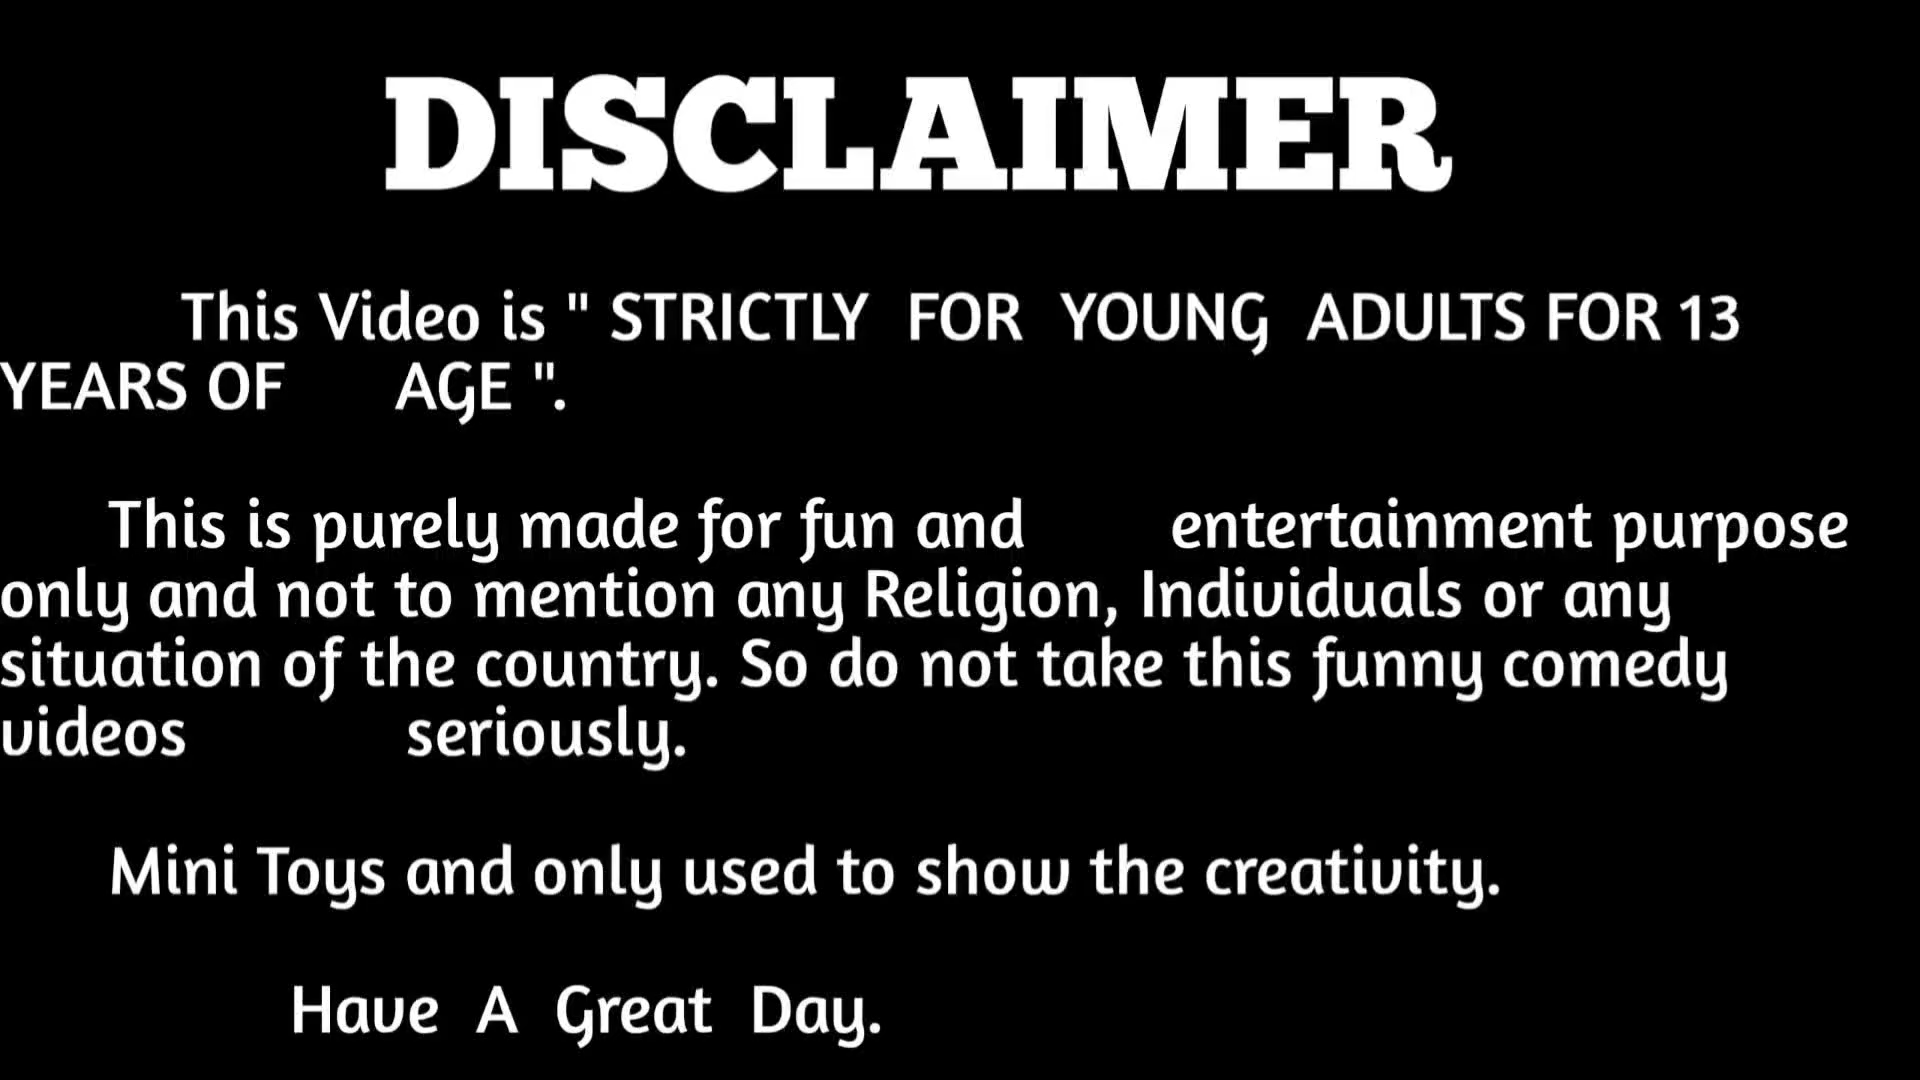 DISCLAIMER
This Video is " STRICTLY FOR YOUNG ADULTS FOR 13
YEARS OF AGE ".
This is purely made for fun and entertainment purpose
only and not to mention any Religion, Individuals or any
situation of the country. So do not take this funny comedy
videos seriously.
Mini Toys and only used to show the creativity.
Have A Great Day.